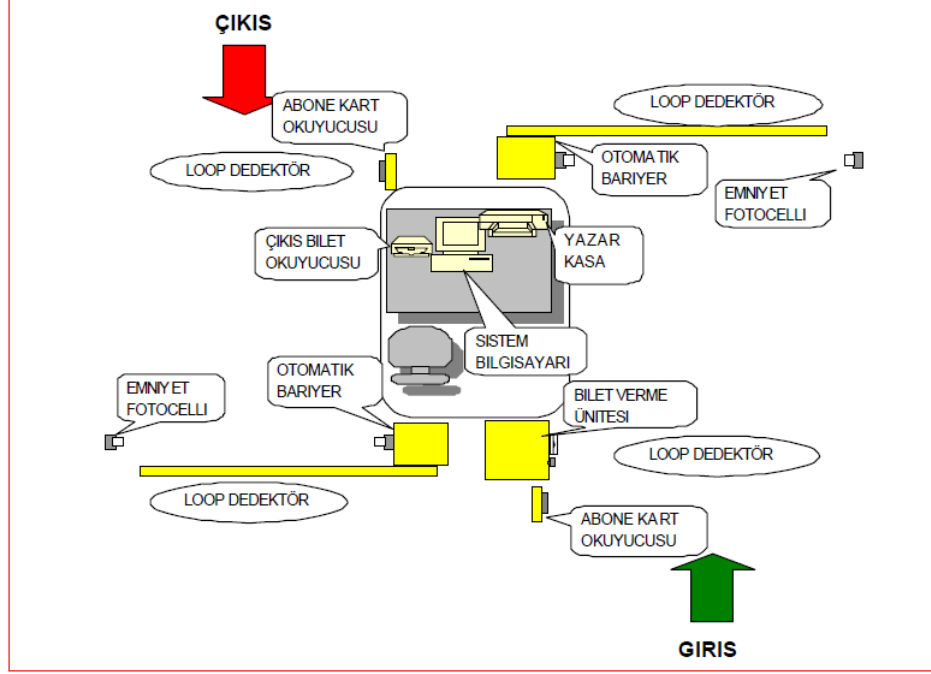 ÇIKIS
ABONE KART
OKUYUCUSU
LOOP DEDEKTÖR
LOOP DEDEKTÖR
OTOMATIK
BARIYER
EMNIYET
FOTOCELLI
ÇIKIS BILET
OKUYUCUSU
YAZAR
KASA
SISTEM
BILGISAYARI
OTOMATIK
BARIYER
EMNIYET
FOTOCELLI
BILET VERME
ÜNITESI
LOOP DEDEKTÖR
LOOP DEDEKTÖR
ABONE KART
OKUYUCUSU
GIRIS